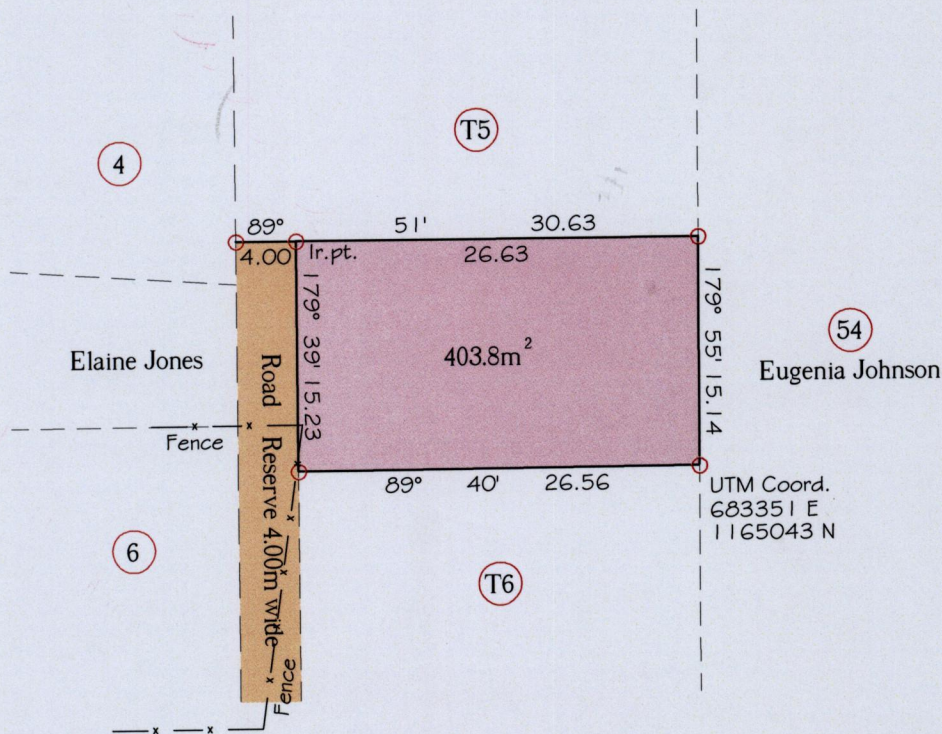 T5
4
89° 51' 30.63
4.00 Ir.pt. 26.63
179° 39' 15.23
179° 55' 15.14
403.8m²
54
Eugenia Johnson
Elaine Jones
Road Reserve 4.00m wide
Fence
89° 40' 26.56
UTM Coord.
683351 E
1165043 N
6
T6
Fence